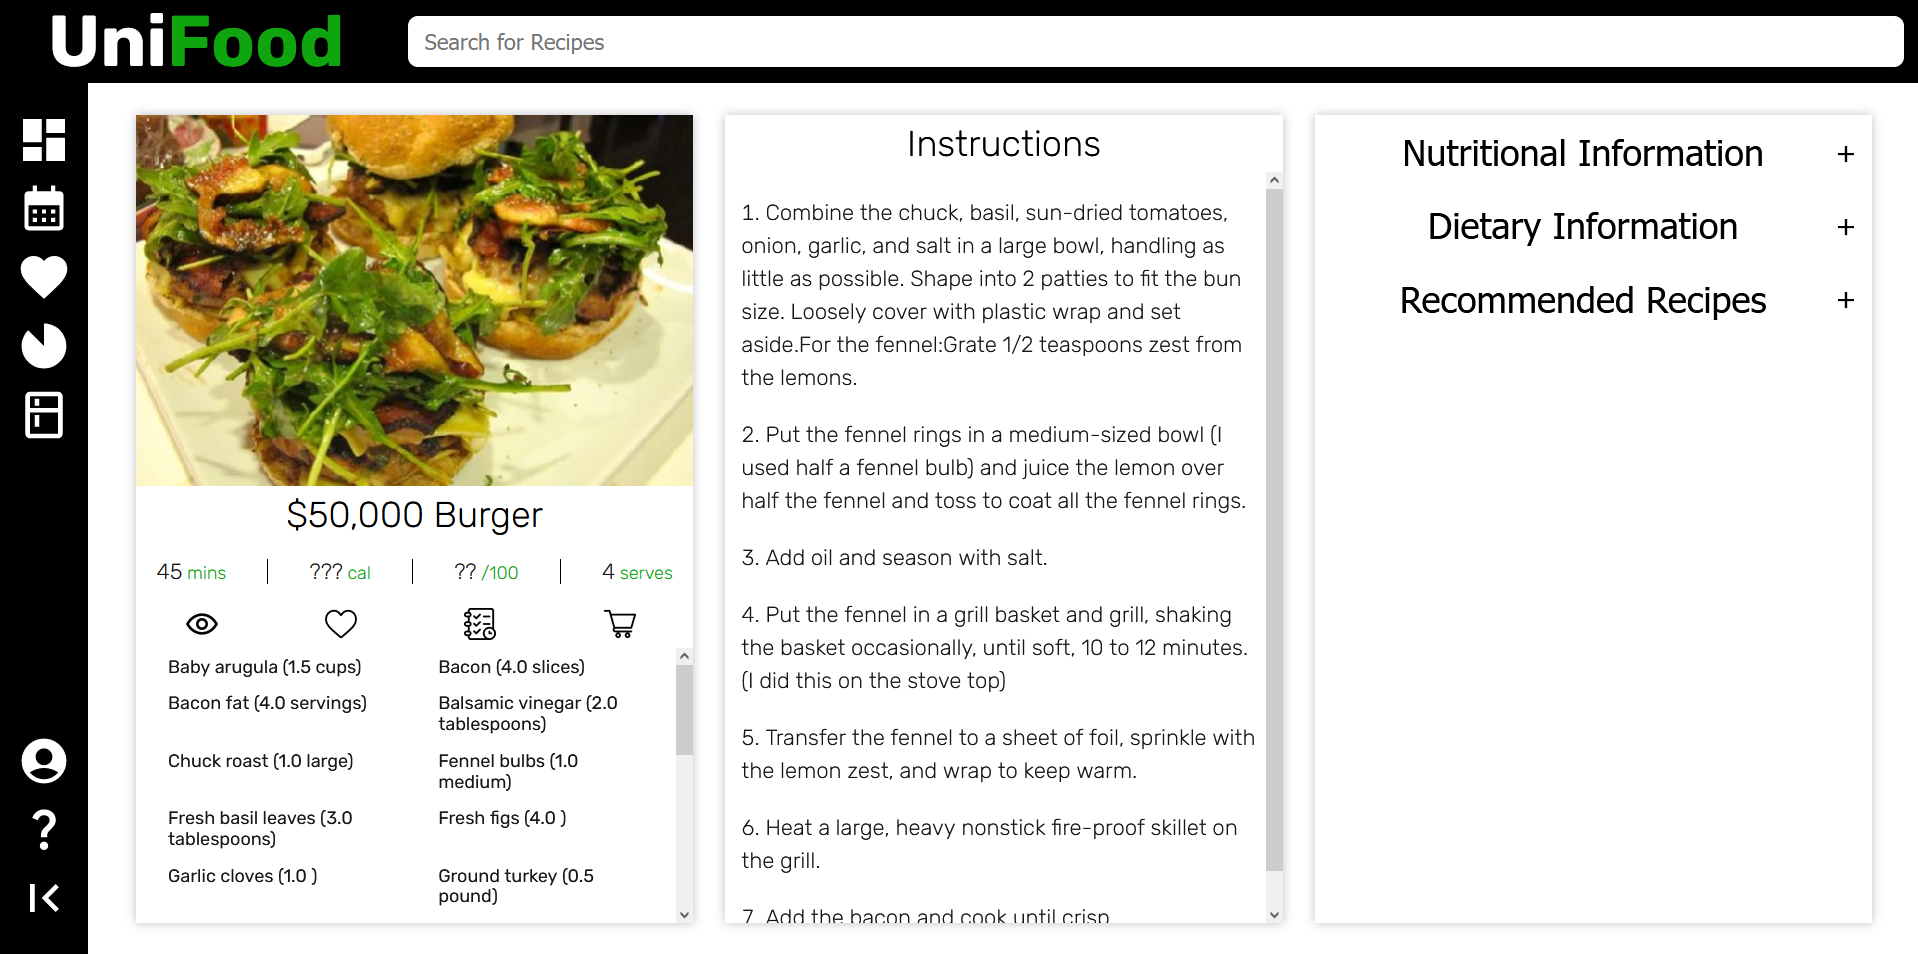 UniFood
Search for Recipes
$50,000 Burger
45 mins
??? cal
?? /100
4 serves
Baby arugula (1.5 cups)
Bacon (4.0 slices)
Bacon fat (4.0 servings)
Balsamic vinegar (2.0
tablespoons)
Chuck roast (1.0 large)
Fennel bulbs (1.0
medium)
Fresh basil leaves (3.0
tablespoons)
Fresh figs (4.0 )
Garlic cloves (1.0 )
Ground turkey (0.5
pound)
Instructions
1. Combine the chuck, basil, sun-dried tomatoes,
onion, garlic, and salt in a large bowl, handling as
little as possible. Shape into 2 patties to fit the bun
size. Loosely cover with plastic wrap and set
aside.For the fennel:Grate 1/2 teaspoons zest from
the lemons.
2. Put the fennel rings in a medium-sized bowl (I
used half a fennel bulb) and juice the lemon over
half the fennel and toss to coat all the fennel rings.
3. Add oil and season with salt.
4. Put the fennel in a grill basket and grill, shaking
the basket occasionally, until soft, 10 to 12 minutes.
(I did this on the stove top)
5. Transfer the fennel to a sheet of foil, sprinkle with
the lemon zest, and wrap to keep warm.
6. Heat a large, heavy nonstick fire-proof skillet on
the grill.
7. Add the bacon and cook until crisp
Nutritional Information +
Dietary Information +
Recommended Recipes +